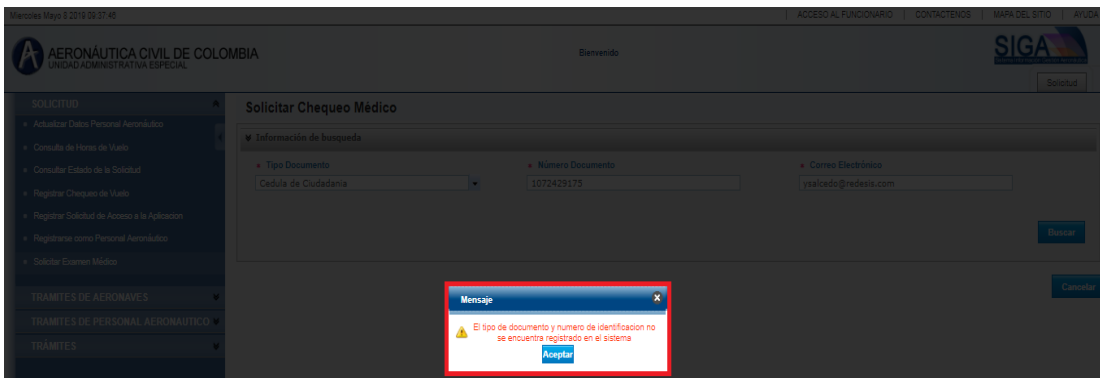 Miercoles Mayo 8 2019 09:37:46
ACCESO AL FUNCIONARIO | CONTACTENOS | MAPA DEL SITIO | AYUDA
AERONÁUTICA CIVIL DE COLOMBIA
UNIDAD ADMINISTRATIVA ESPECIAL
Bienvenido
SIGA
Solicitud
SOLICITUD
Actualizar Datos Personal Aeronáutico
Consulta de Horas de Vuelo
Consultar Estado de la Solicitud
Registrar Chequeo de Vuelo
Registrar Solicitud de Acceso a la Aplicacion
Registrarse como Personal Aeronáutico
Solicitar Examen Médico
TRAMITES DE AERONAVES
TRAMITES DE PERSONAL AERONAUTICO
TRÁMITES
Solicitar Chequeo Médico
Información de busqueda
Tipo Documento
Cedula de Ciudadania
Número Documento
1072429175
Correo Electrónico
ysalcedo@redesis.com
Buscar
Cancelar
Mensaje
El tipo de documento y numero de identificacion no
se encuentra registrado en el sistema
Aceptar